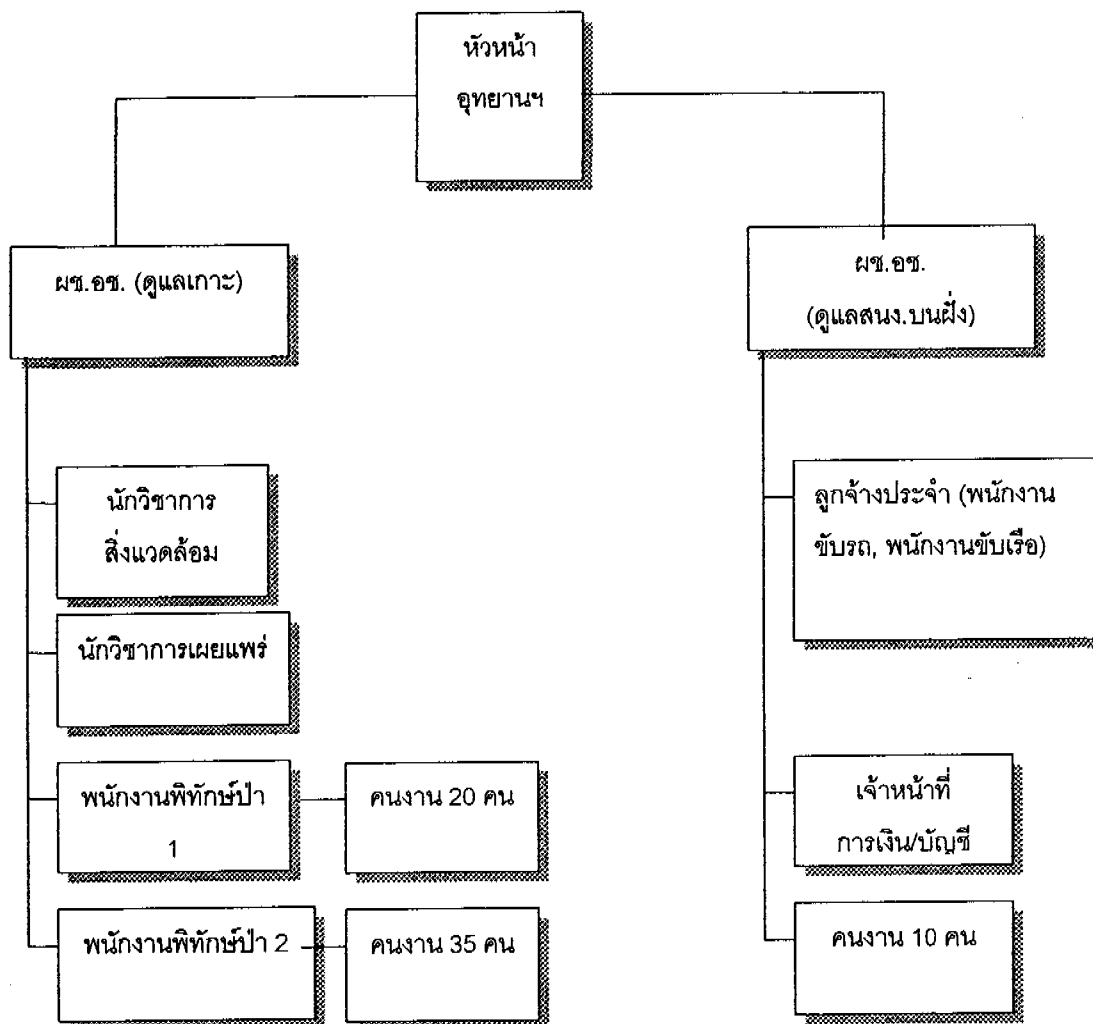 หัวหน้า
อุทยานฯ
ผช.อช. (ดูแลเกาะ)
ผช.อช.
(ดูแลสนง.บนฝั่ง)
นักวิชาการ
สิ่งแวดล้อม
นักวิชาการเผยแพร่
พนักงานพิทักษ์ป่า
1
คนงาน 20 คน
พนักงานพิทักษ์ป่า 2
คนงาน 35 คน
ลูกจ้างประจำ (พนักงาน
ขับรถ, พนักงานขับเรือ)
เจ้าหน้าที่
การเงิน/บัญชี
คนงาน 10 คน